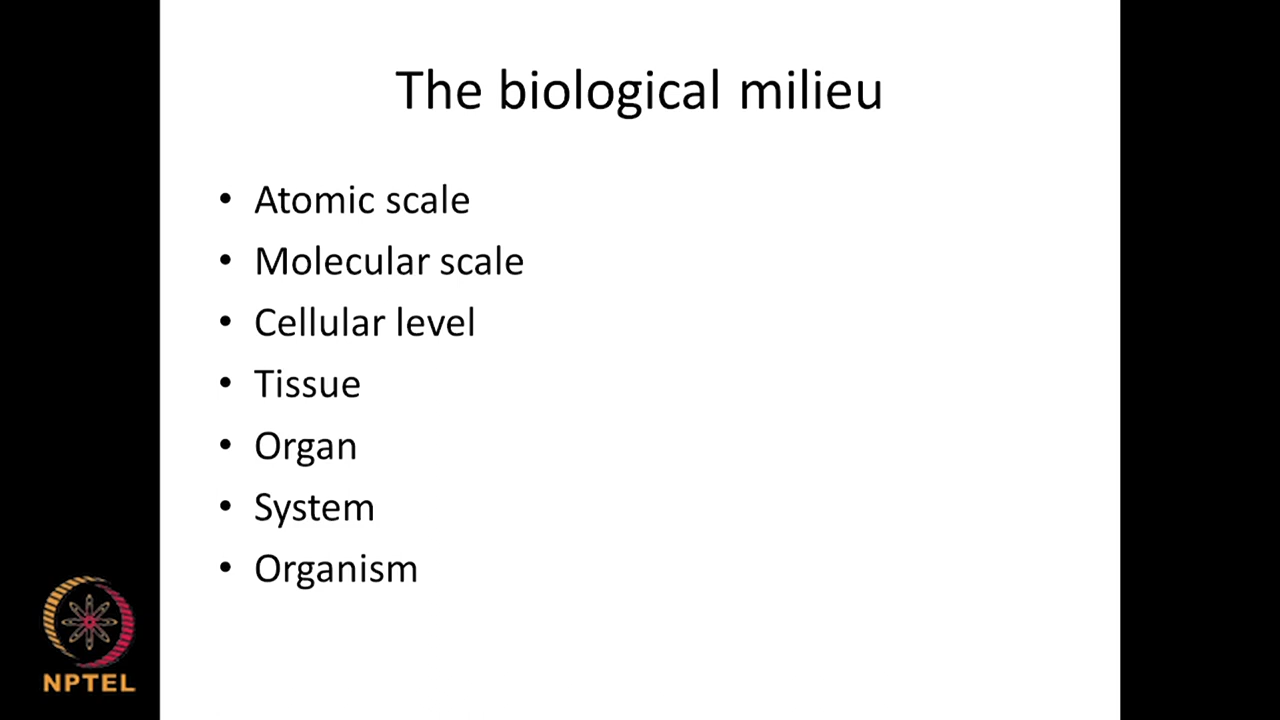 The biological milieu
• Atomic scale
• Molecular scale
• Cellular level
• Tissue
• Organ
• System
• Organism
NPTEL